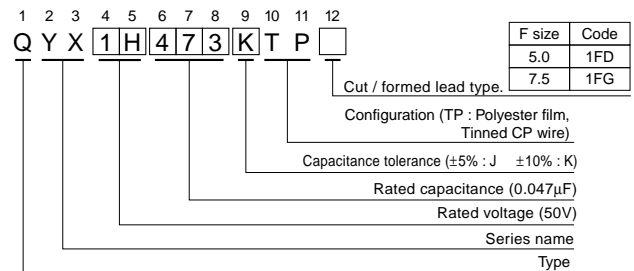 1 2 3 4 5 6 7 8 9 10 11 12
Q Y X 1 H 4 7 3 K T P
F size Code
5.0 1FD
7.5 1FG
Cut / formed lead type.
Configuration (TP : Polyester film,
Tinned CP wire)
Capacitance tolerance (±5% : J ±10% : K)
Rated capacitance (0.047µF)
Rated voltage (50V)
Series name
Type